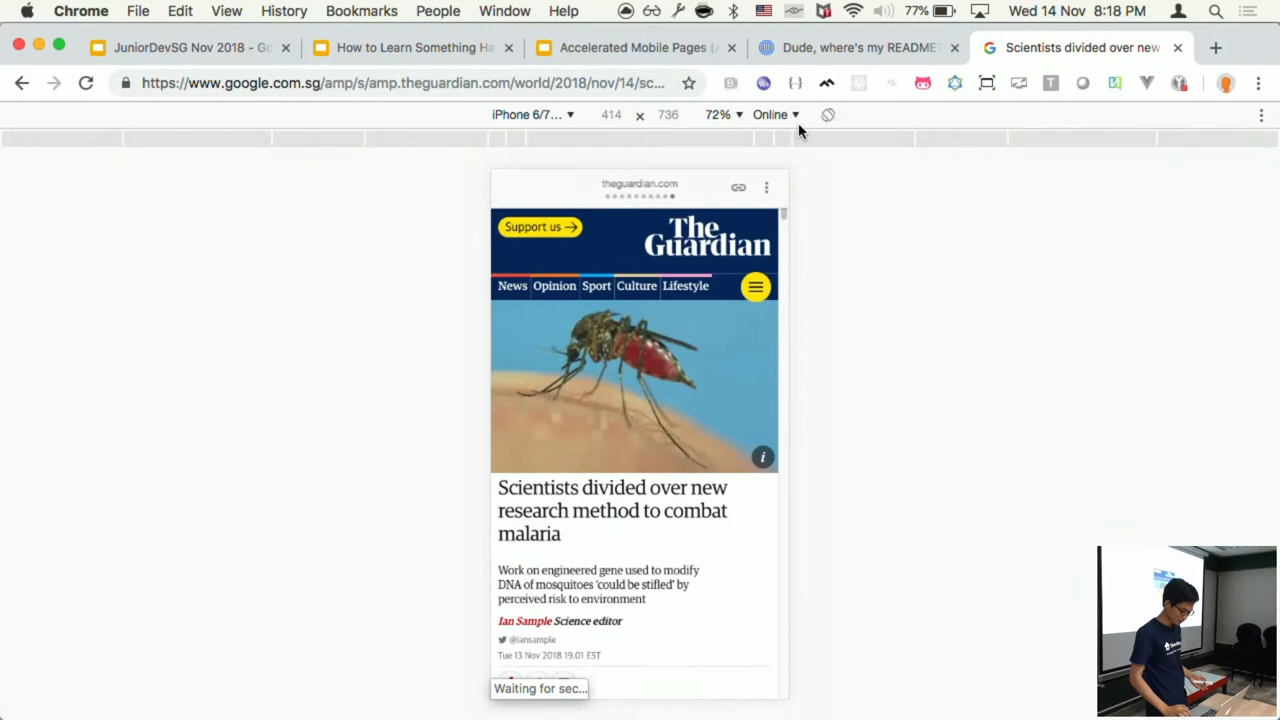 Chrome File Edit View History Bookmarks People Window Help 77% Wed 14 Nov 8:18 PM
JuniorDevSG Nov 2018 - Go
How to Learn Something Ha
Accelerated Mobile Pages (
Dude, where's my README
Scientists divided over new
https://www.google.com.sg/amp/s/amp.theguardian.com/world/2018/nov/14/sc...
iPhone 6/7... 414 × 736 72% Online
theguardian.com
Support us
The
Guardian
News Opinion Sport Culture Lifestyle
i
Scientists divided over new
research method to combat
malaria
Work on engineered gene used to modify
DNA of mosquitoes ‘could be stifled’ by
perceived risk to environment
Ian Sample Science editor
@iansample
Tue 13 Nov 2018 19.01 EST
Waiting for sec...